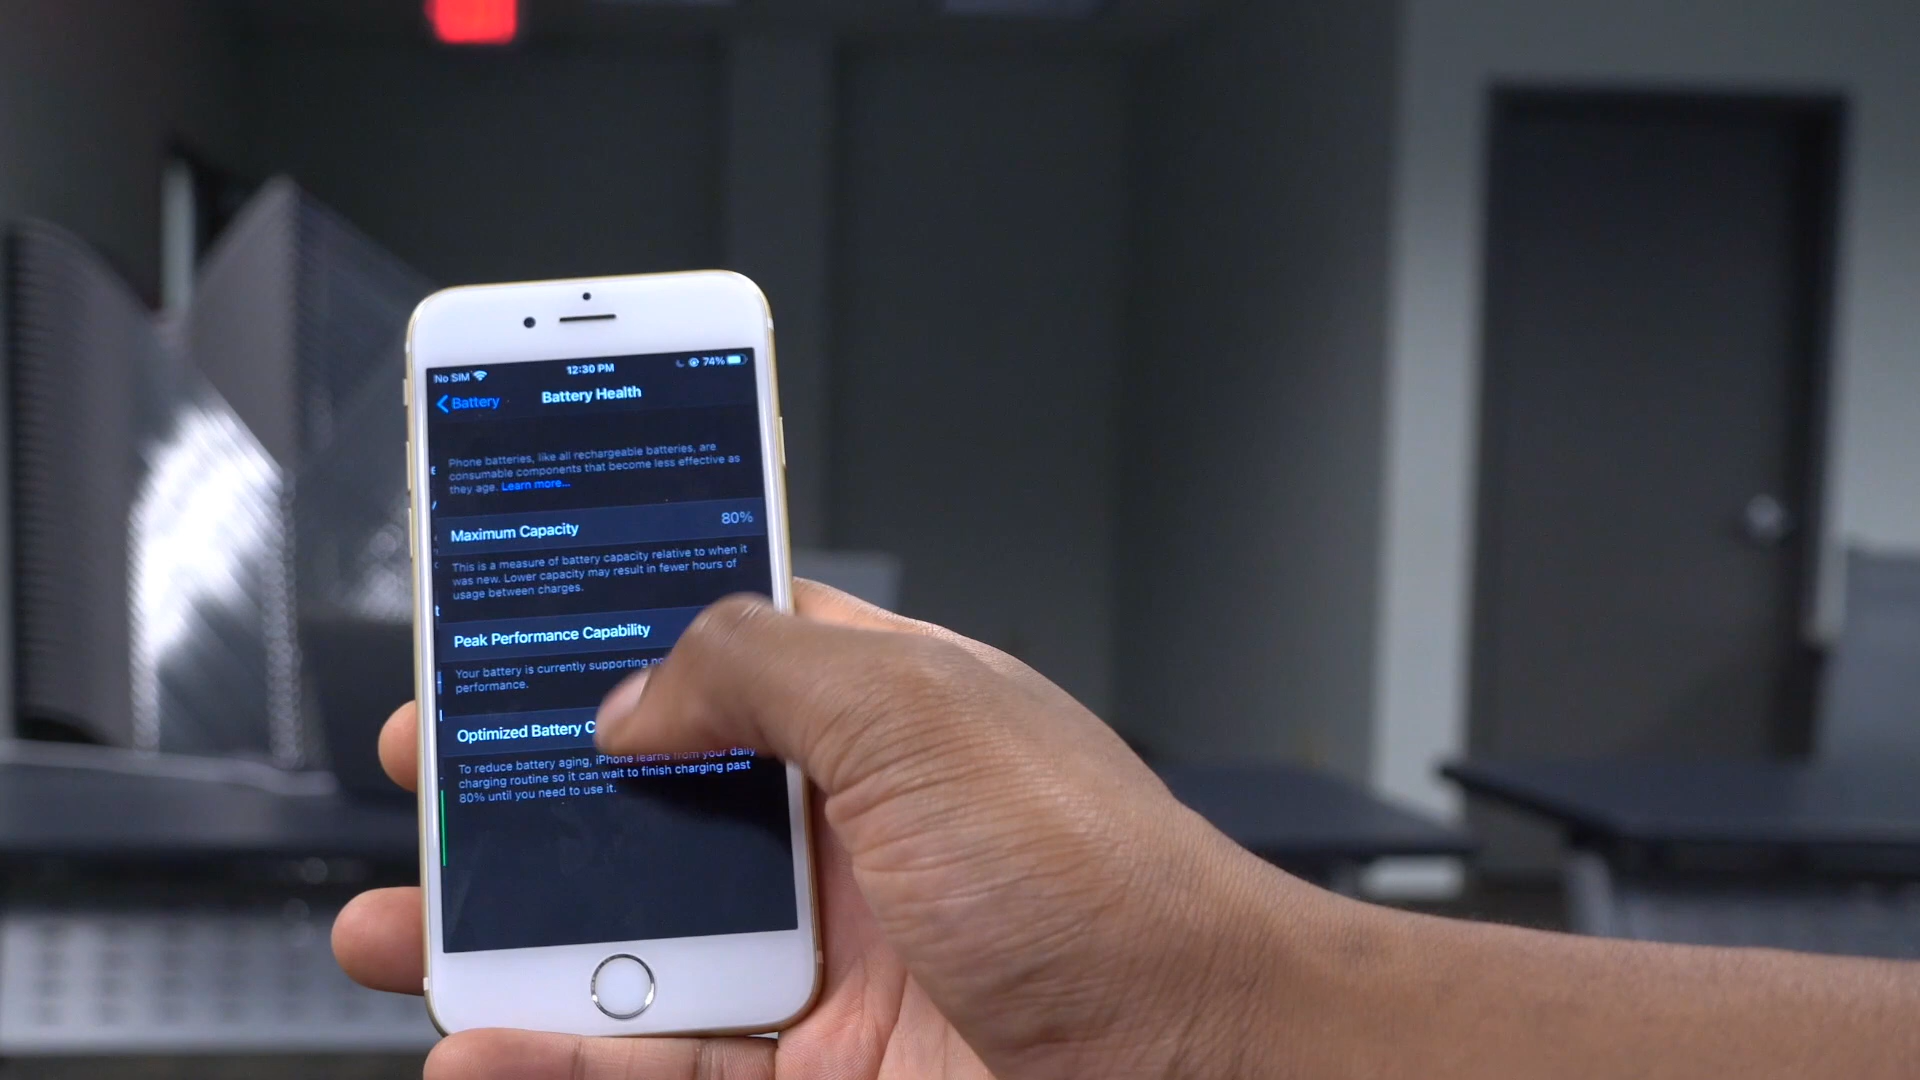 No SIM 12:30 PM 74%
Battery Battery Health
Phone batteries, like all rechargeable batteries, are
consumable components that become less effective as
they age. Learn more...
Maximum Capacity 80%
This is a measure of battery capacity relative to when it
was new. Lower capacity may result in fewer hours of
usage between charges.
Peak Performance Capability
Your battery is currently supporting
performance.
Optimized Battery
To reduce battery aging, iPhone learns from your daily
charging routine so it can wait to finish charging past
80% until you need to use it.